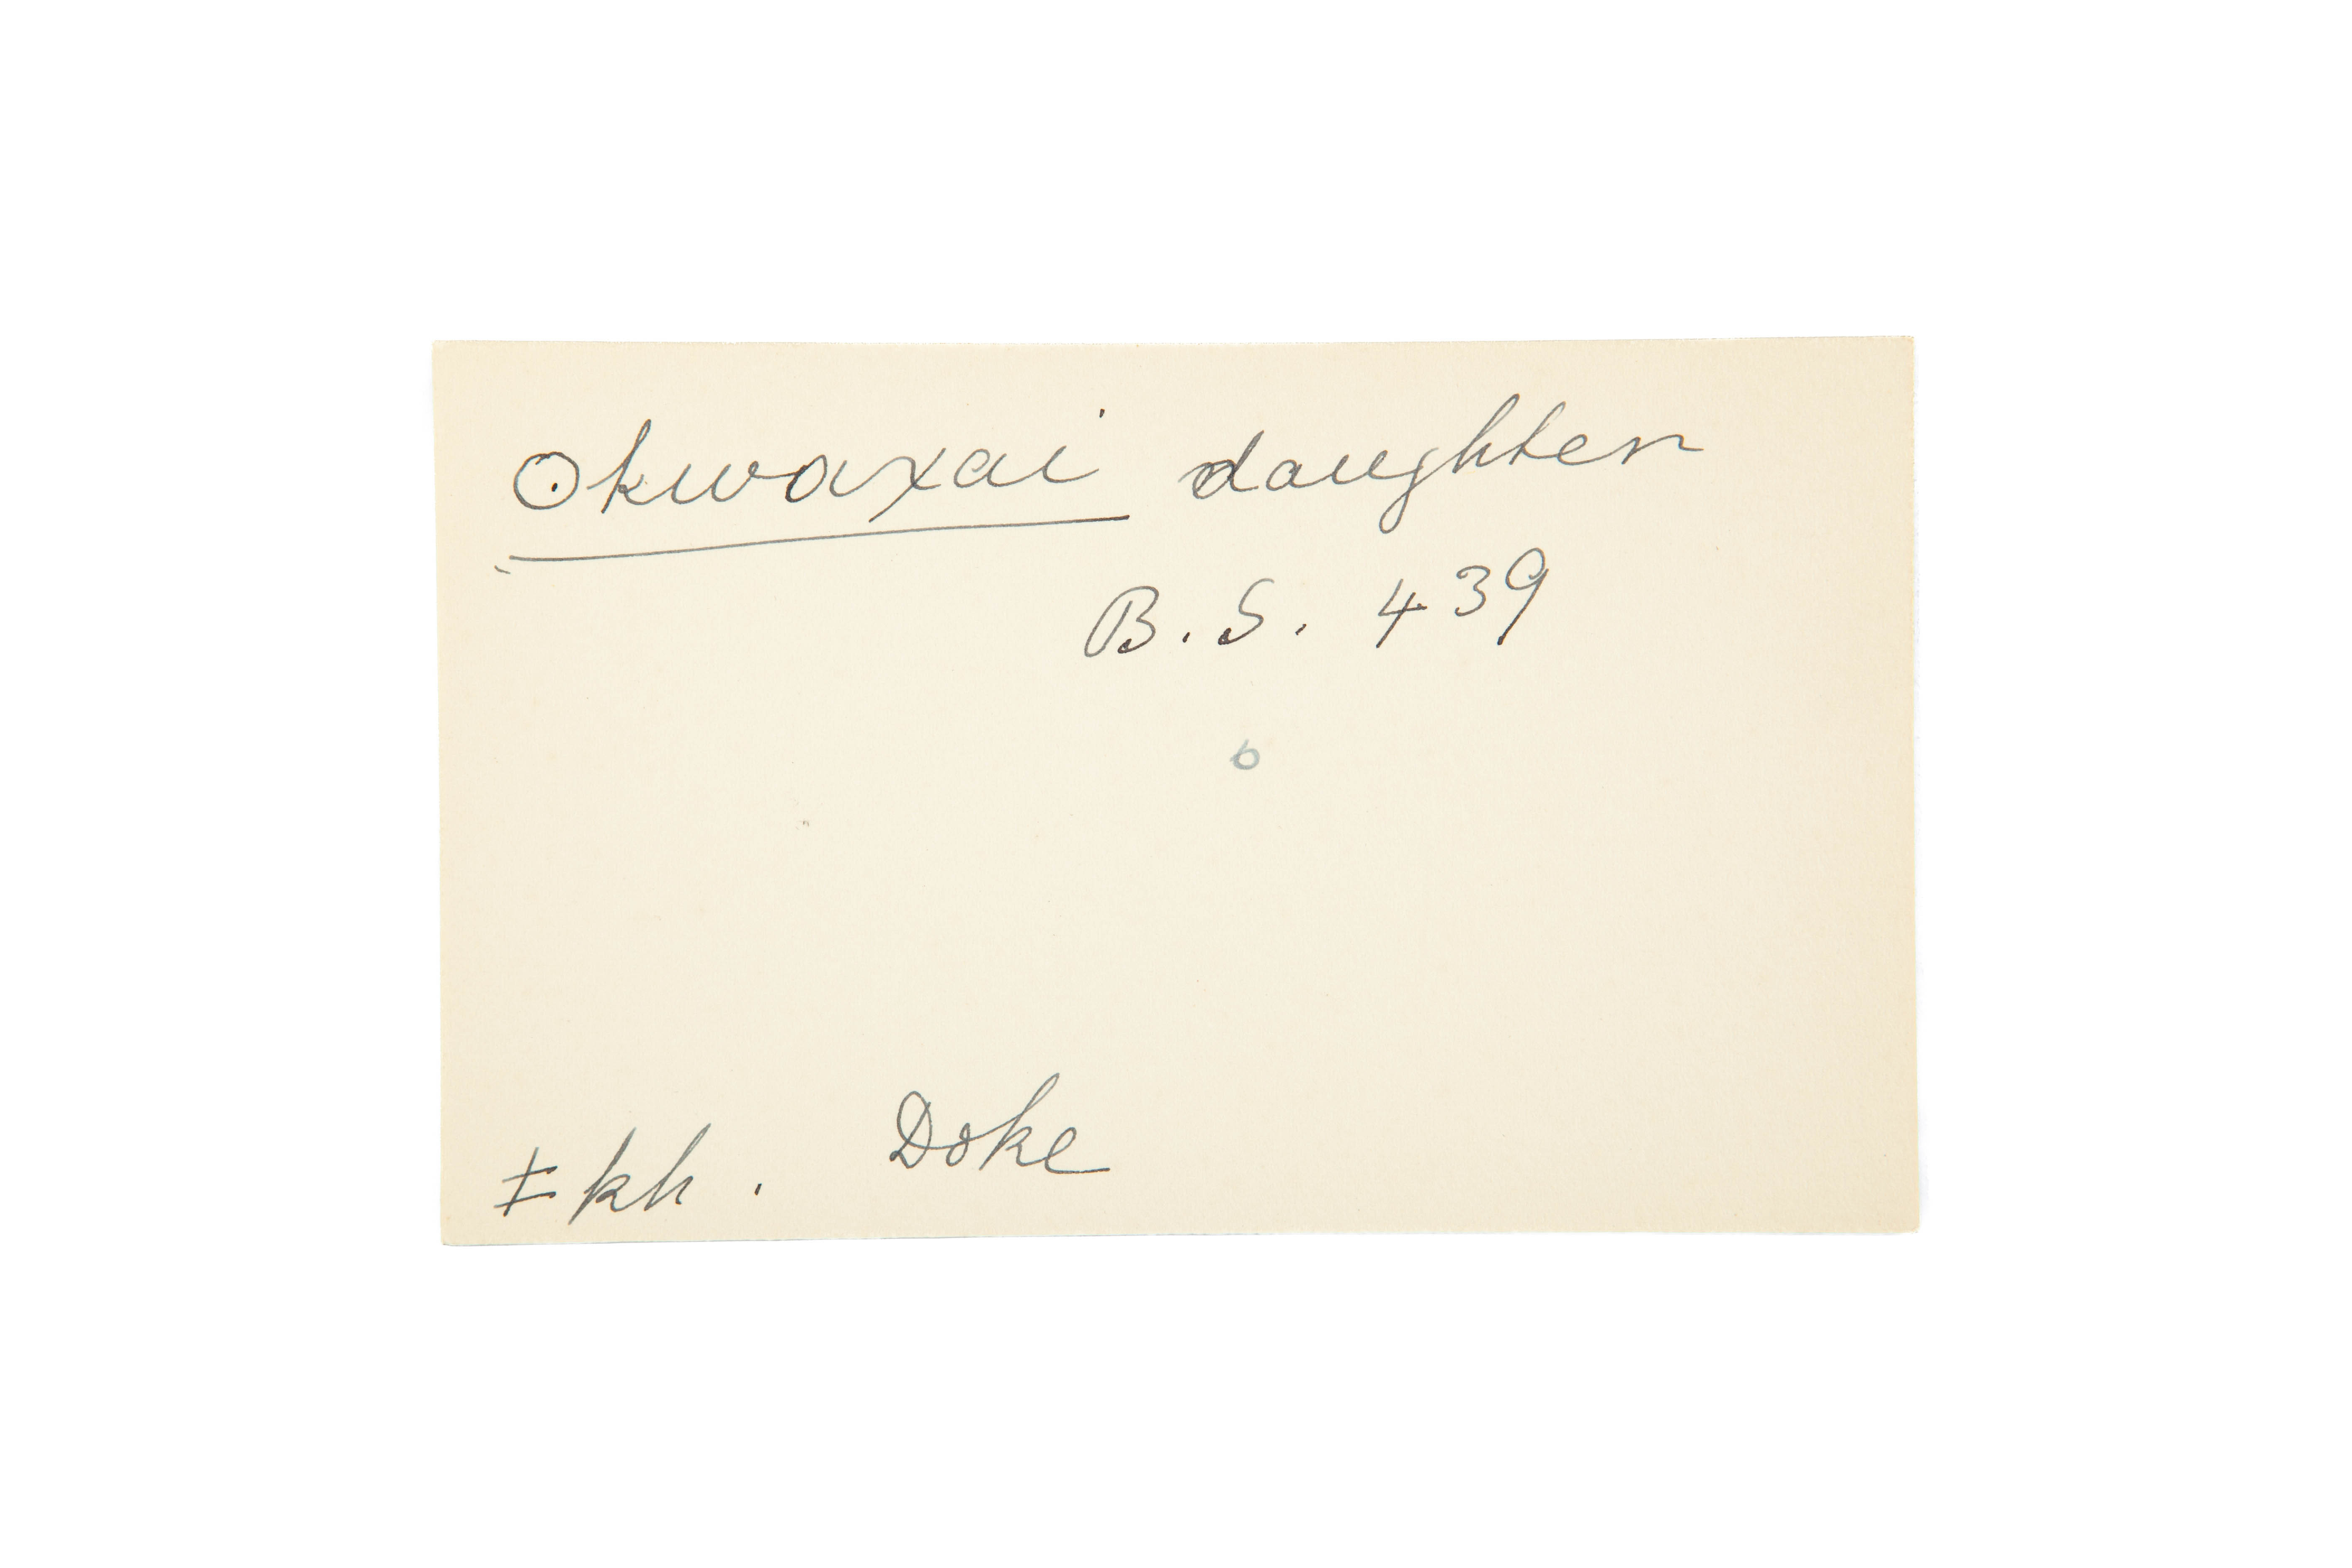 ʘkwaxai daughter
B. S. 439
6
ǂkh. Doke